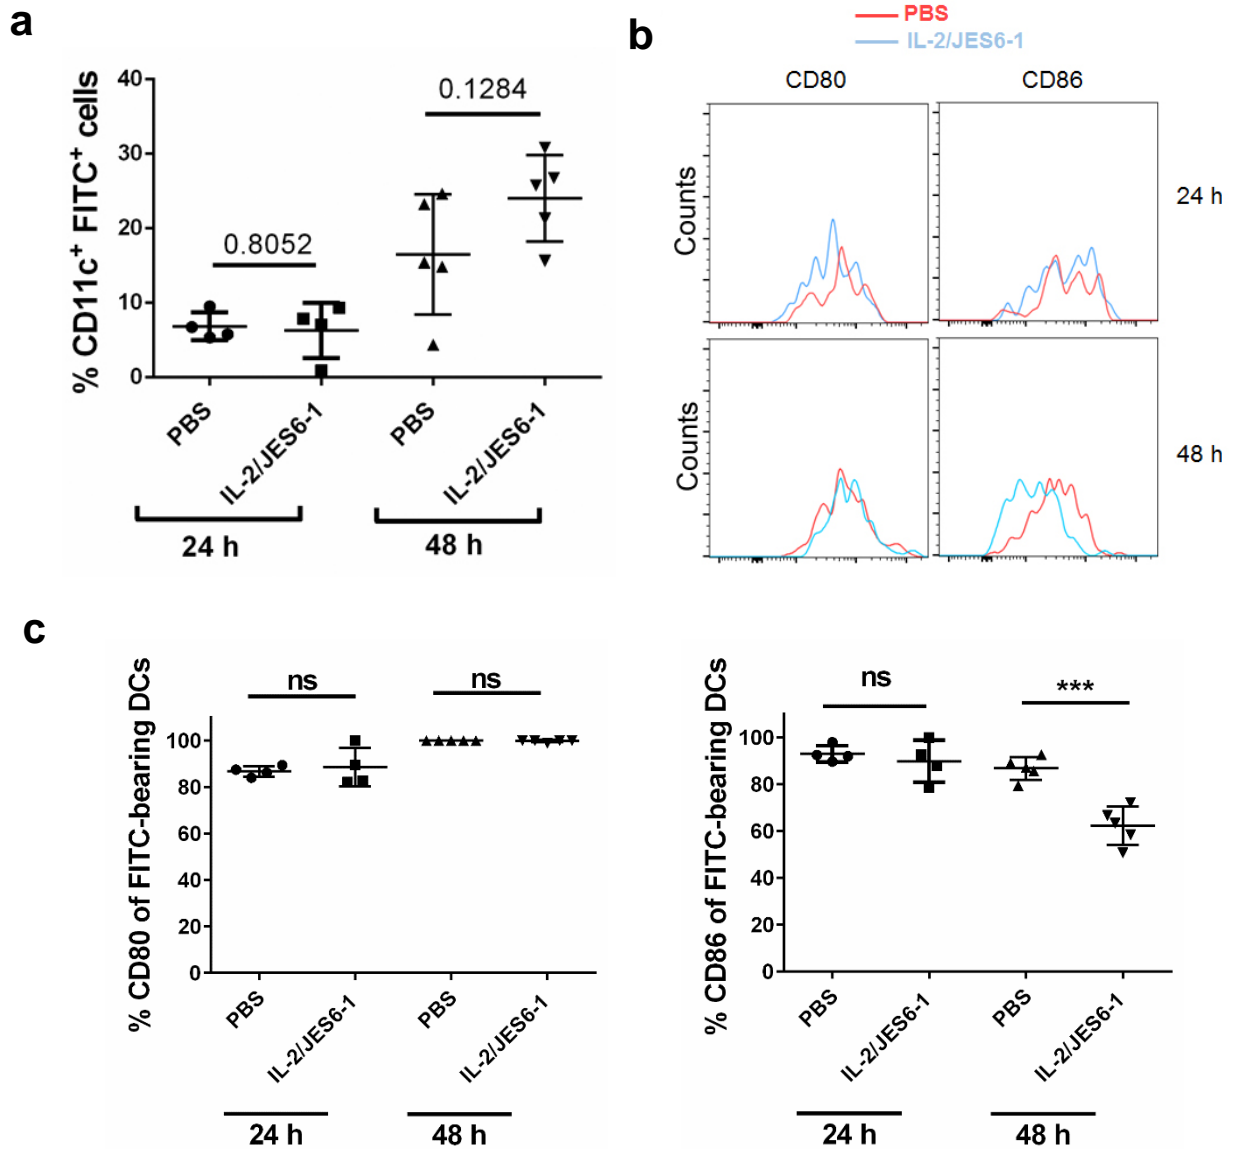 a
% CD11c+ FITC+ cells
40
30
20
10
0
0.8052
0.1284
PBS
IL-2/JES6-1
PBS
IL-2/JES6-1
24 h
48 h
b
PBS
IL-2/JES6-1
CD80
CD86
Counts
24 h
Counts
48 h
c
% CD80 of FITC-bearing DCs
100
80
60
40
20
0
ns
ns
PBS
IL-2/JES6-1
PBS
IL-2/JES6-1
24 h
48 h
% CD86 of FITC-bearing DCs
100
80
60
40
20
0
ns
***
PBS
IL-2/JES6-1
PBS
IL-2/JES6-1
24 h
48 h